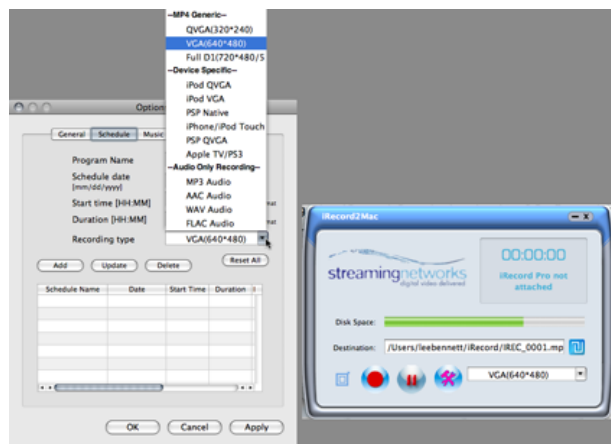 --MP4 Generic--
QVGA(320*240)
VGA(640*480)
Full D1(720*480/5
--Device Specific--
iPod QVGA
iPod VGA
PSP Native
iPhone/iPod Touch
PSP QVGA
Apple TV/PS3
--Audio Only Recording--
MP3 Audio
AAC Audio
WAV Audio
FLAC Audio
Option
General Schedule Music
Program Name
Schedule date
[mm/dd/yyyy]
Start time [HH:MM]
Duration [HH:MM]
Recording type VGA(640*480)
Add Update Delete Reset All
Schedule Name Date Start Time Duration
OK Cancel Apply
iRecord2Mac
streamingnetworks
digital video delivered
00:00:00
iRecord Pro not
attached
Disk Space:
Destination: /Users/leebennett/iRecord/IREC_0001.mp
VGA(640*480)